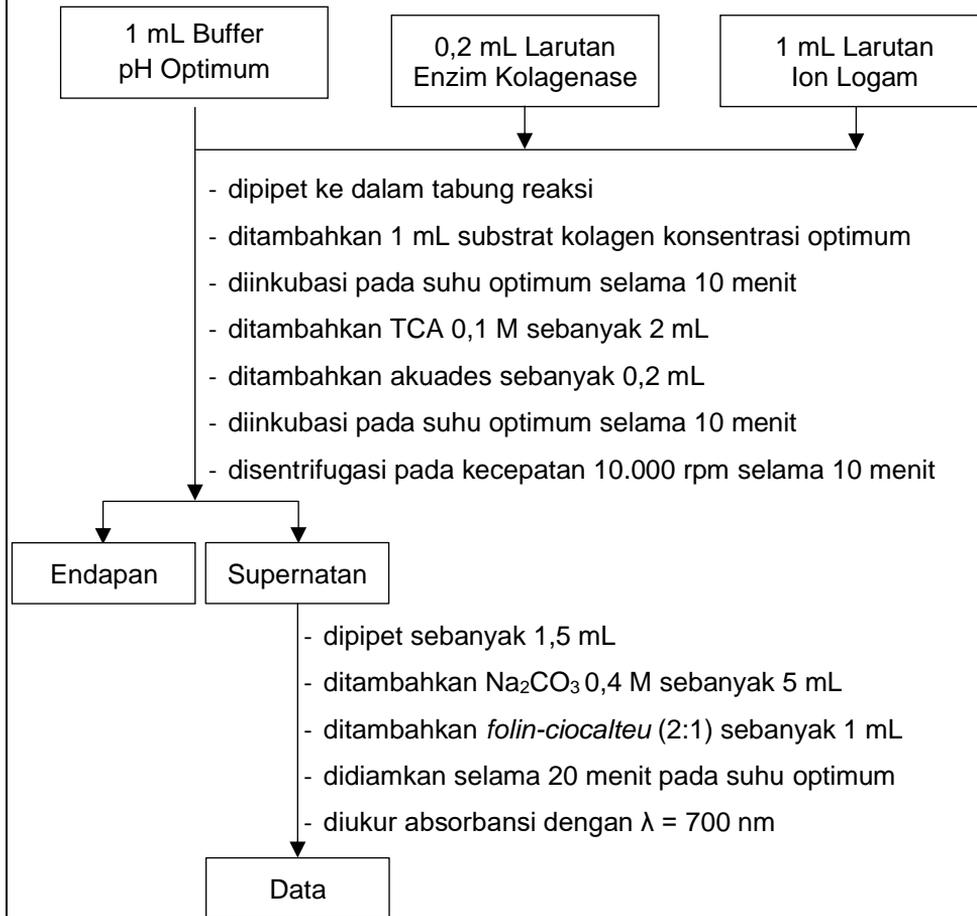 1 mL Buffer
pH Optimum
0,2 mL Larutan
Enzim Kolagenase
1 mL Larutan
Ion Logam
- dipipet ke dalam tabung reaksi
- ditambahkan 1 mL substrat kolagen konsentrasi optimum
- diinkubasi pada suhu optimum selama 10 menit
- ditambahkan TCA 0,1 M sebanyak 2 mL
- ditambahkan akuades sebanyak 0,2 mL
- diinkubasi pada suhu optimum selama 10 menit
- disentrifugasi pada kecepatan 10.000 rpm selama 10 menit
Endapan
Supernatan
- dipipet sebanyak 1,5 mL
- ditambahkan Na₂CO₃ 0,4 M sebanyak 5 mL
- ditambahkan folin-ciocalteu (2:1) sebanyak 1 mL
- didiamkan selama 20 menit pada suhu optimum
- diukur absorbansi dengan λ = 700 nm
Data